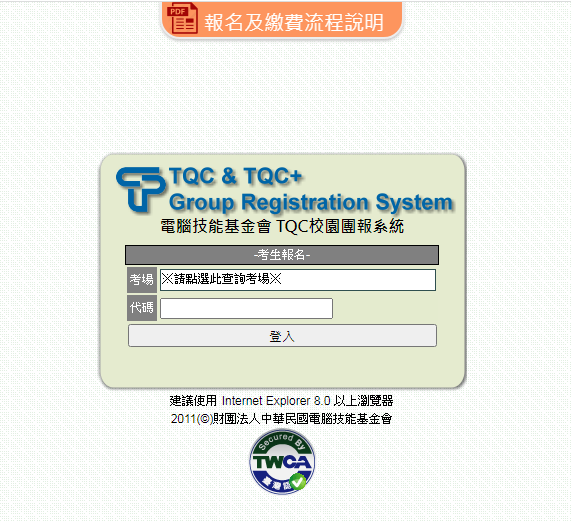 PDF
報名及繳費流程說明
TQC & TQC+
Group Registration System
電腦技能基金會 TQC校園團報系統
-考生報名-
考場
※請點選此查詢考場※
代碼
登入
建議使用 Internet Explorer 8.0 以上瀏覽器
2011(©)財團法人中華民國電腦技能基金會
Secured By
TWCA